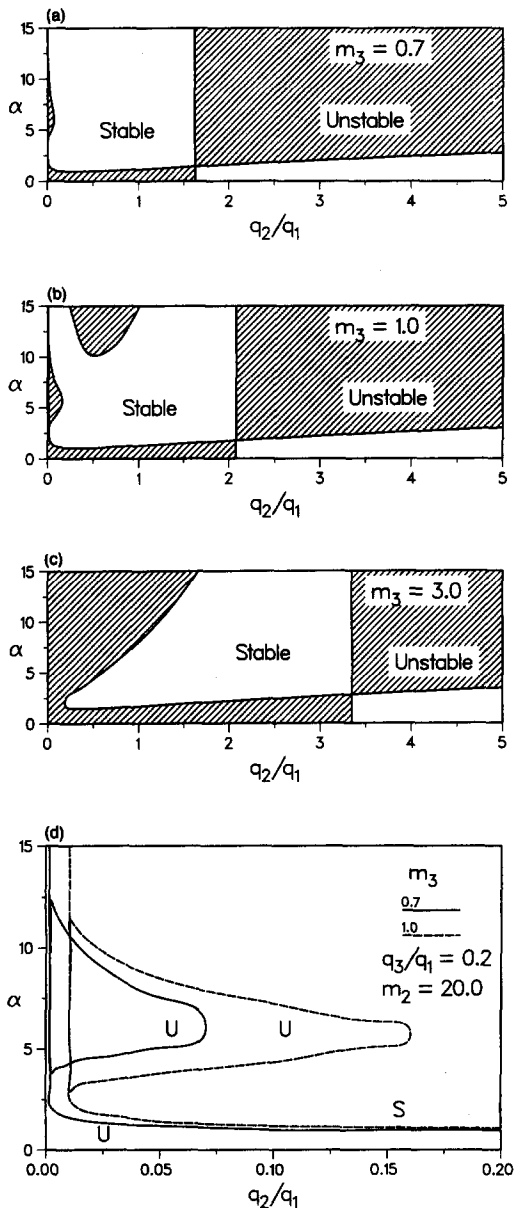 (a)
15
10
α
5
0
m3 = 0.7
Stable
Unstable
0 1 2 3 4 5
q2/q1
(b)
15
10
α
5
0
m3 = 1.0
Stable
Unstable
0 1 2 3 4 5
q2/q1
(c)
15
10
α
5
0
m3 = 3.0
Stable
Unstable
0 1 2 3 4 5
q2/q1
(d)
15
10
α
5
0
m3
0.7
1.0
q3/q1 = 0.2
m2 = 20.0
U U
S
U
0.00 0.05 0.10 0.15 0.20
q2/q1